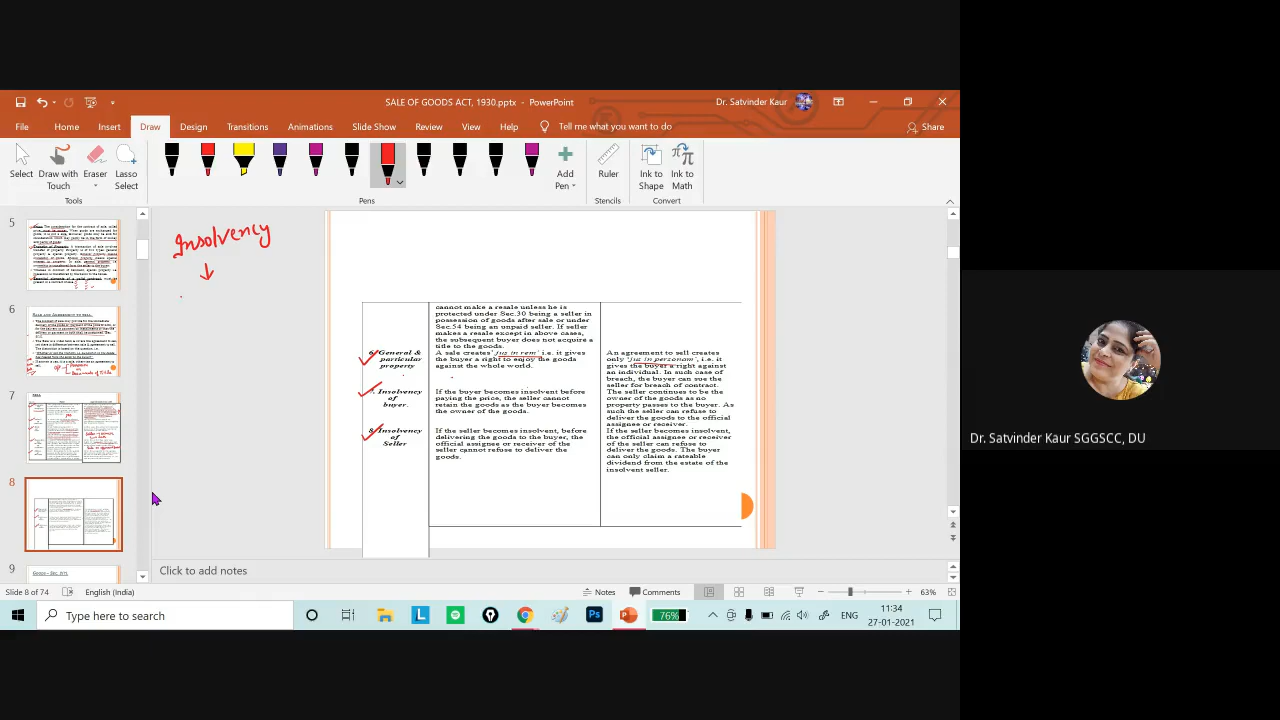 SALE OF GOODS ACT, 1930.pptx - PowerPoint
Dr. Satvinder Kaur
File Home Insert Draw Design Transitions Animations Slide Show Review View Help Tell me what you want to do Share
Select
Draw with
Touch
Eraser
Lasso
Select
Add
Pen
Ruler
Ink to
Shape
Ink to
Math
Tools
Pens
Stencils
Convert
5
6
7
8
9
Insolvency
cannot make a resale unless he is
protected under Sec.30 being a seller in
possession of goods after sale or under
Sec.54 being an unpaid seller. If seller
makes a resale except in above cases,
the subsequent buyer does not acquire a
title to the goods.
General &
particular
property
A sale creates 'jus in rem' i.e. it gives
the buyer a right to enjoy the goods
against the whole world.
An agreement to sell creates
only 'jus in personam', i.e. it
gives the buyer a right against
an individual. In such case of
breach, the buyer can sue the
seller for breach of contract.
Insolvency
of
buyer.
If the buyer becomes insolvent before
paying the price, the seller cannot
retain the goods as the buyer becomes
the owner of the goods.
The seller continues to be the
owner of the goods as no
property passes to the buyer. As
such the seller can refuse to
deliver the goods to the official
assignee or receiver.
8. Insolvency
of
Seller
If the seller becomes insolvent, before
delivering the goods to the buyer, the
official assignee or receiver of the
seller cannot refuse to deliver the
goods.
If the seller becomes insolvent,
the official assignee or receiver
of the seller can refuse to
deliver the goods. The buyer
can only claim a rateable
dividend from the estate of the
insolvent seller.
Dr. Satvinder Kaur SGGSCC, DU
Click to add notes
Slide 8 of 74 English (India) Notes Comments 63%
Type here to search
76%
ENG
11:34
27-01-2021